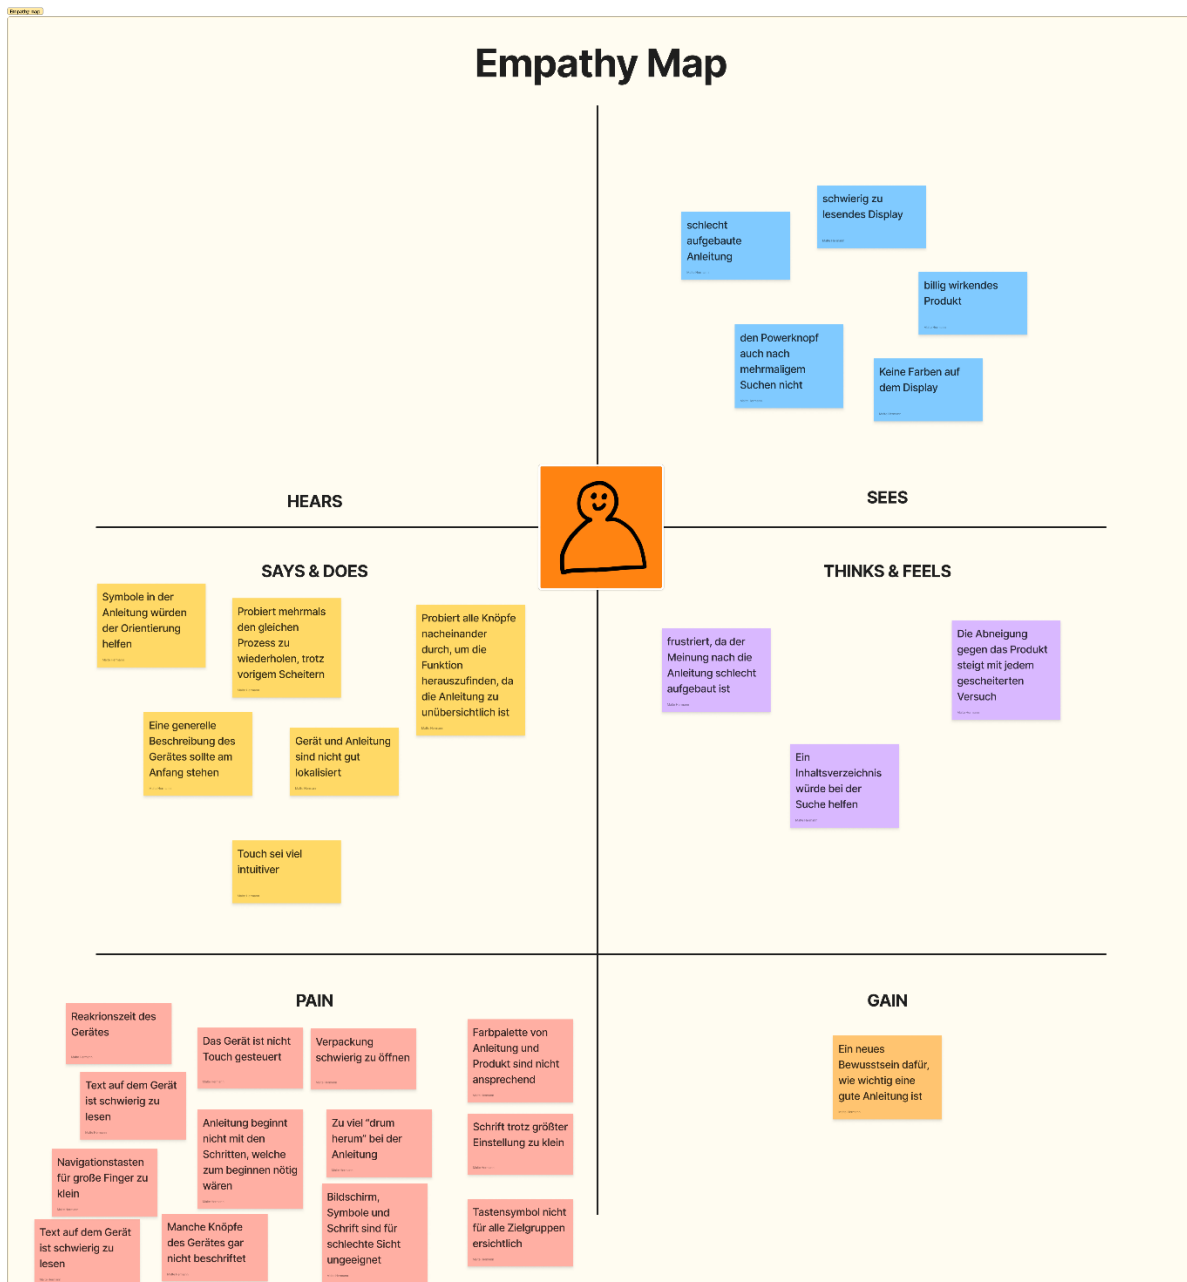 Empathy map
Empathy Map
schlecht
aufgebaute
Anleitung
schwierig zu
lesendes Display
billig wirkendes
Produkt
den Powerknopf
auch nach
mehrmaligem
Suchen nicht
Keine Farben auf
dem Display
HEARS
SEES
SAYS & DOES
Symbole in der
Anleitung würden
der Orientierung
helfen
Probiert mehrmals
den gleichen
Prozess zu
wiederholen, trotz
vorigem Scheitern
Probiert alle Knöpfe
nacheinander
durch, um die
Funktion
herauszufinden, da
die Anleitung zu
unübersichtlich ist
Eine generelle
Beschreibung des
Gerätes sollte am
Anfang stehen
Gerät und Anleitung
sind nicht gut
lokalisiert
Touch sei viel
intuitiver
THINKS & FEELS
frustriert, da der
Meinung nach die
Anleitung schlecht
aufgebaut ist
Die Abneigung
gegen das Produkt
steigt mit jedem
gescheiterten
Versuch
Ein
Inhaltsverzeichnis
würde bei der
Suche helfen
PAIN
Reakrionszeit des
Gerätes
Das Gerät ist nicht
Touch gesteuert
Verpackung
schwierig zu öffnen
Farbpalette von
Anleitung und
Produkt sind nicht
ansprechend
Text auf dem Gerät
ist schwierig zu
lesen
Anleitung beginnt
nicht mit den
Schritten, welche
zum beginnen nötig
wären
Zu viel “drum
herum” bei der
Anleitung
Schrift trotz größter
Einstellung zu klein
Navigationstasten
für große Finger zu
klein
Bildschirm,
Symbole und
Schrift sind für
schlechte Sicht
ungeeignet
Tastensymbol nicht
für alle Zielgruppen
ersichtlich
Text auf dem Gerät
ist schwierig zu
lesen
Manche Knöpfe
des Gerätes gar
nicht beschriftet
GAIN
Ein neues
Bewusstsein dafür,
wie wichtig eine
gute Anleitung ist